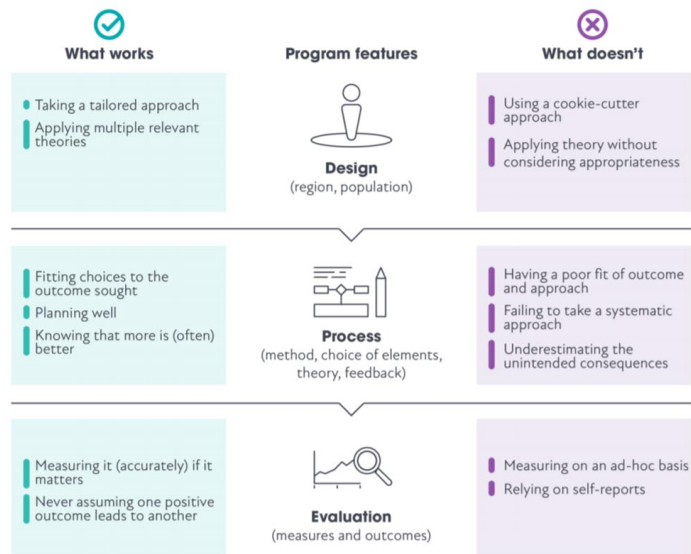 What works
Program features
What doesn't
Taking a tailored approach
Applying multiple relevant
theories
Design
(region, population)
Using a cookie-cutter
approach
Applying theory without
considering appropriateness
Fitting choices to the
outcome sought
Planning well
Knowing that more is (often)
better
Process
(method, choice of elements,
theory, feedback)
Having a poor fit of outcome
and approach
Failing to take a systematic
approach
Underestimating the
unintended consequences
Measuring it (accurately) if it
matters
Never assuming one positive
outcome leads to another
Evaluation
(measures and outcomes)
Measuring on an ad-hoc basis
Relying on self-reports